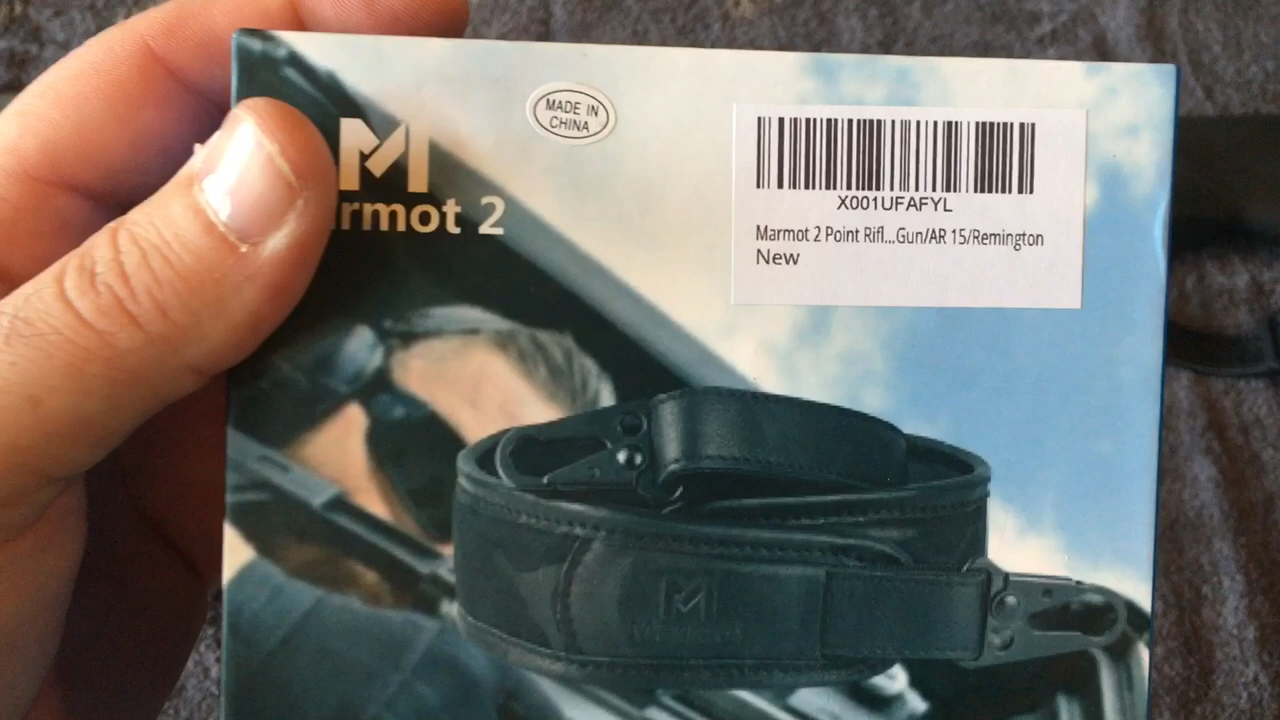 MADE IN
CHINA
M
rmot 2
X001UFAFYL
Marmot 2 Point Rifl...Gun/AR 15/Remington
New
M